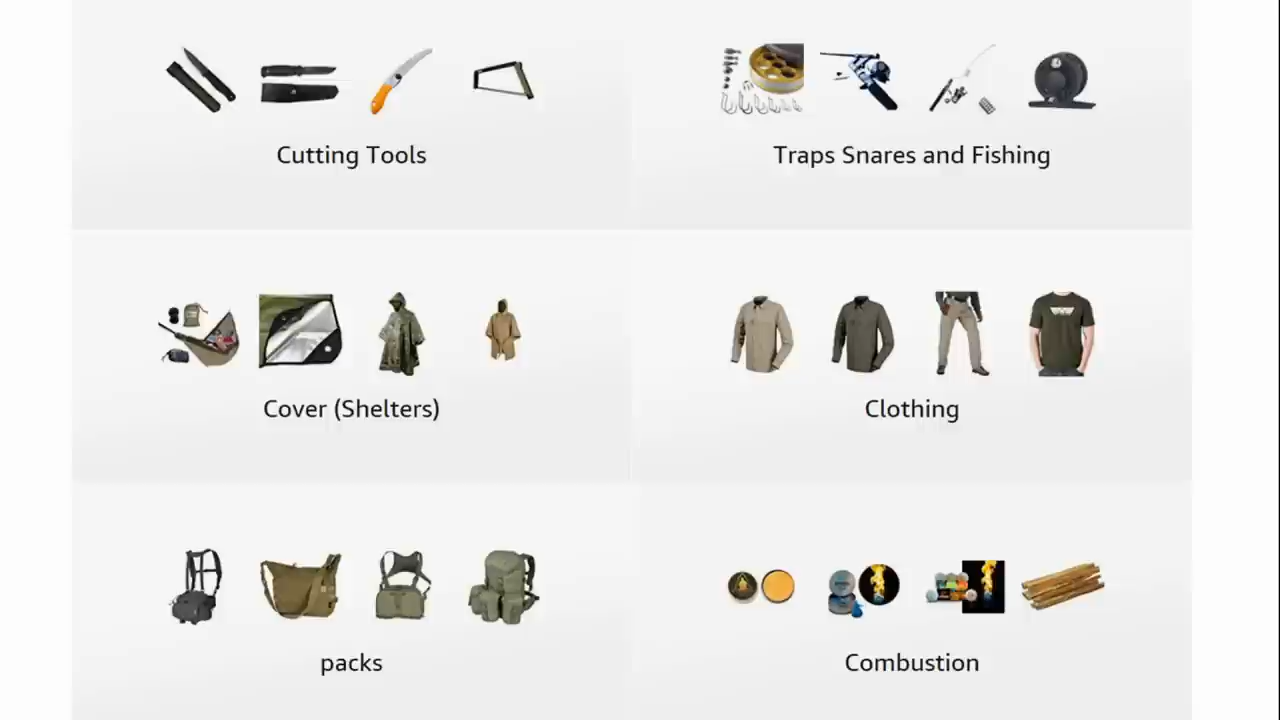 Cutting Tools
Traps Snares and Fishing
Cover (Shelters)
Clothing
packs
Combustion